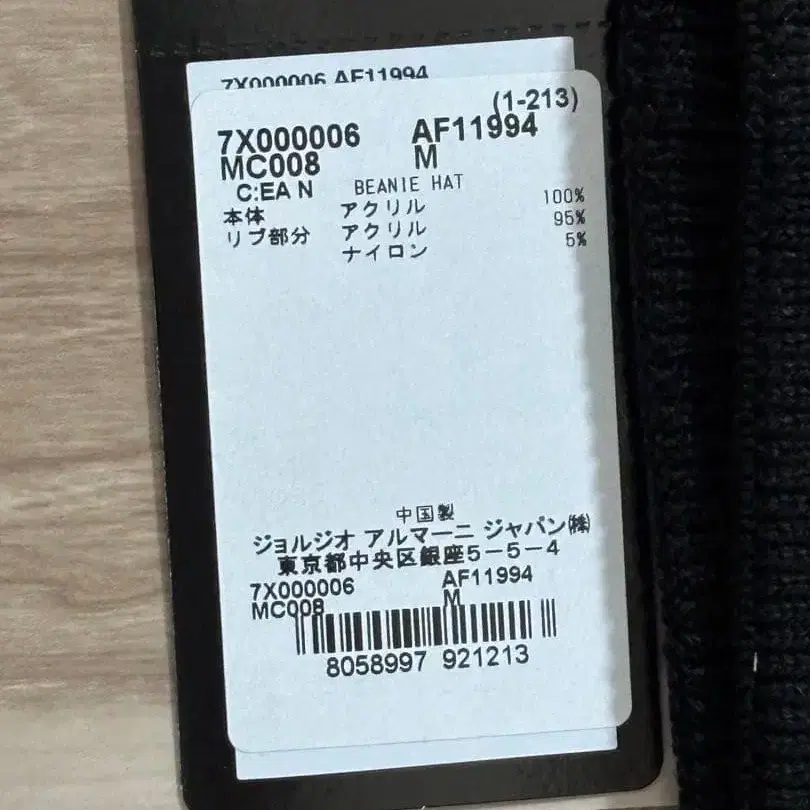 7X000006 AF11994
(1-213)
7X000006 AF11994
MC008 M
C:EA N BEANIE HAT
本体 アクリル 100%
リブ部分 アクリル 95%
ナイロン 5%
中国製
ジョルジオ アルマーニ ジャパン㈱
東京都中央区銀座5-5-4
7X000006 AF11994
MC008 M
8058997 921213